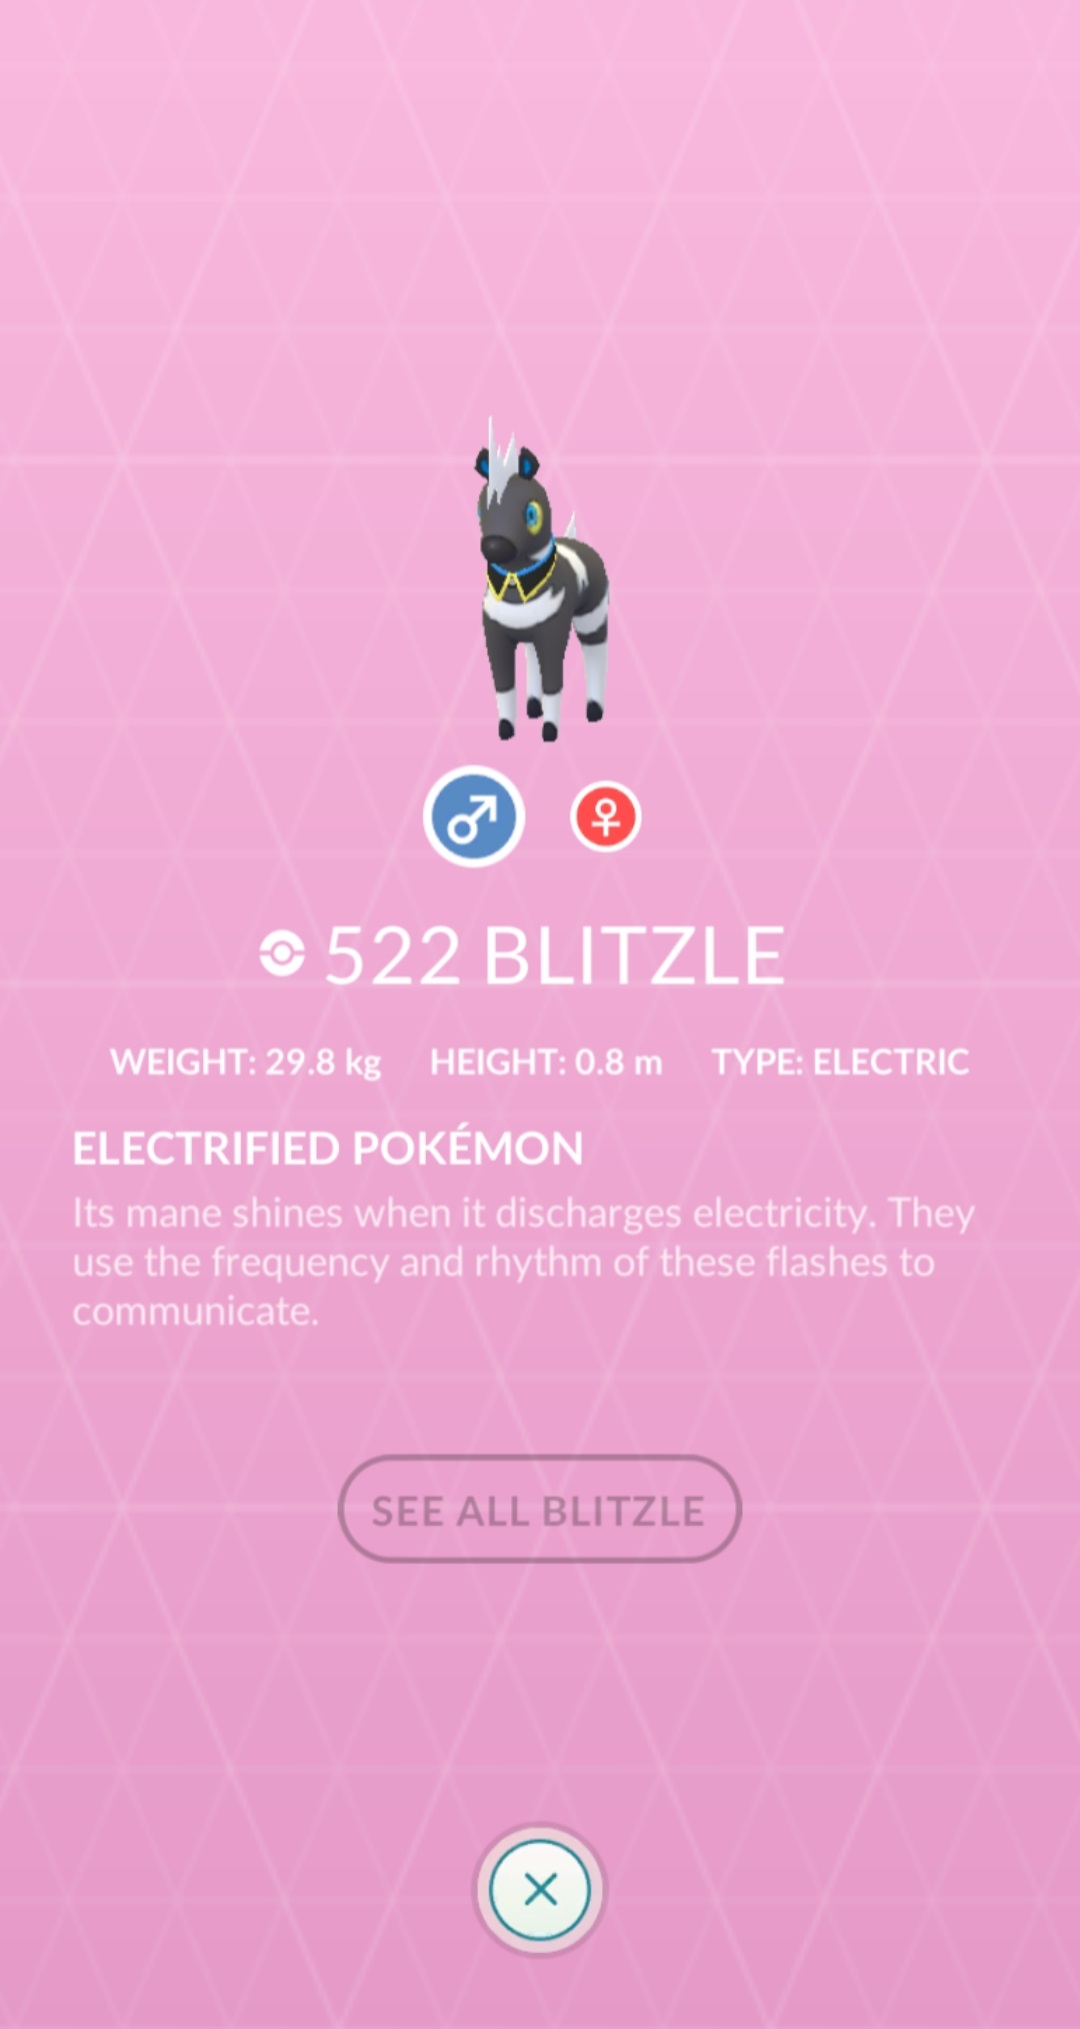 522 BLITZLE
WEIGHT: 29.8 kg HEIGHT: 0.8 m TYPE: ELECTRIC
ELECTRIFIED POKÉMON
Its mane shines when it discharges electricity. They
use the frequency and rhythm of these flashes to
communicate.
SEE ALL BLITZLE